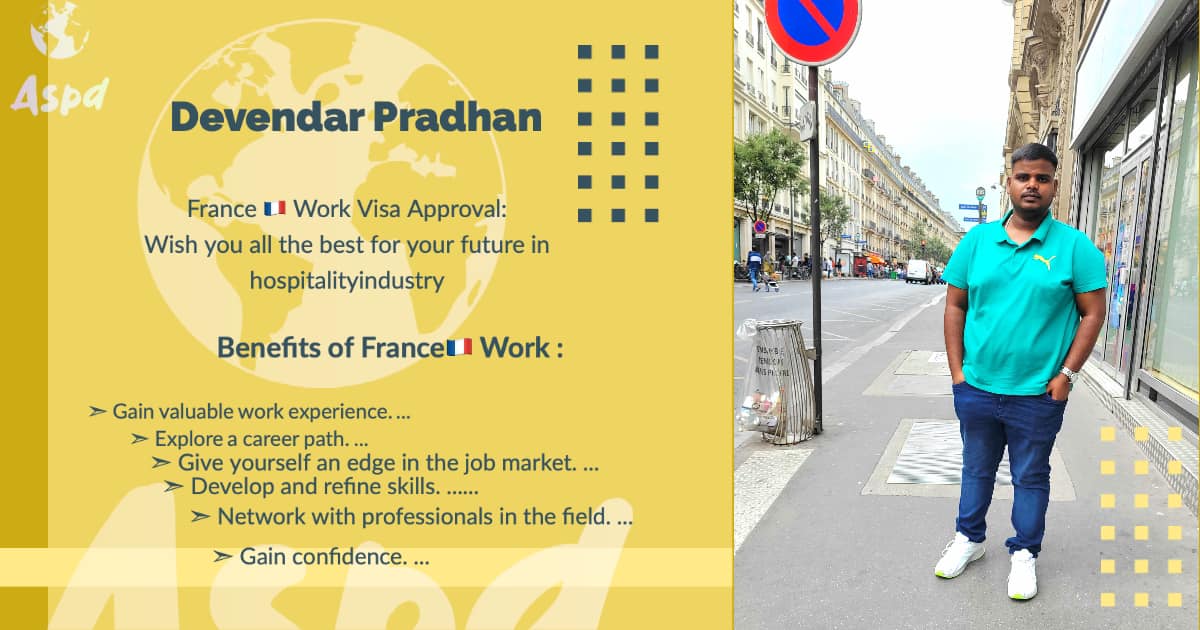 Aspd
Devendar Pradhan
France 🇫🇷 Work Visa Approval:
Wish you all the best for your future in
hospitalityindustry
Benefits of France🇫🇷 Work :
➣ Gain valuable work experience. ...
➣ Explore a career path. ...
➣ Give yourself an edge in the job market. ...
➣ Develop and refine skills. ......
➣ Network with professionals in the field. ...
➣ Gain confidence. ...
Aspd